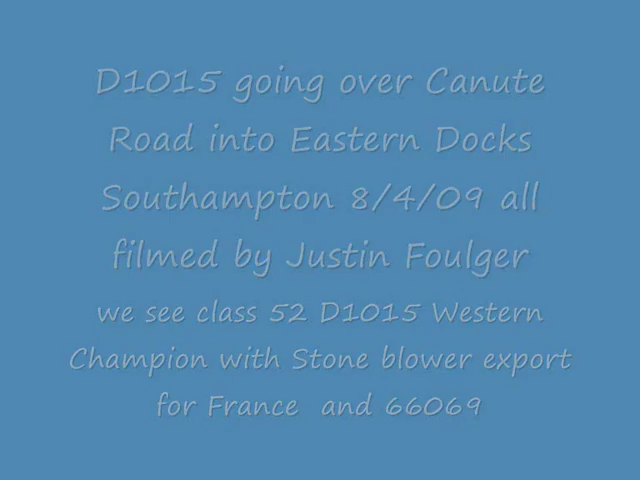 D1015 going over Canute
Road into Eastern Docks
Southampton 8/4/09 all
filmed by Justin Foulger
we see class 52 D1015 Western
Champion with Stone blower export
for France  and 66069